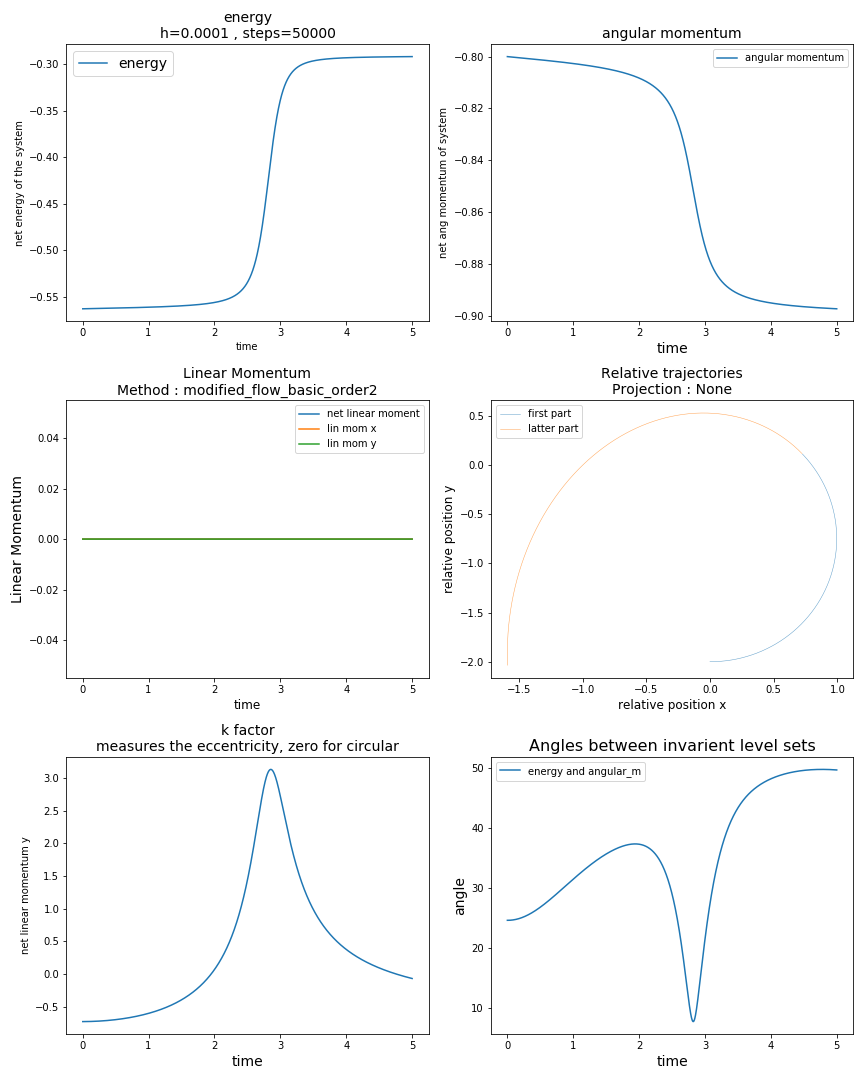 energy
h=0.0001 , steps=50000
energy
net energy of the system
−0.30
−0.35
−0.40
−0.45
−0.50
−0.55
0 1 2 3 4 5
time
angular momentum
angular momentum
net ang momentum of system
−0.80
−0.82
−0.84
−0.86
−0.88
−0.90
0 1 2 3 4 5
time
Linear Momentum
Method : modified_flow_basic_order2
net linear moment
lin mom x
lin mom y
Linear Momentum
0.04
0.02
0.00
−0.02
−0.04
0 1 2 3 4 5
time
Relative trajectories
Projection : None
first part
latter part
relative position y
0.5
0.0
−0.5
−1.0
−1.5
−2.0
−1.5 −1.0 −0.5 0.0 0.5 1.0
relative position x
k factor
measures the eccentricity, zero for circular
net linear momentum y
3.0
2.5
2.0
1.5
1.0
0.5
0.0
−0.5
0 1 2 3 4 5
time
Angles between invarient level sets
energy and angular_m
angle
50
40
30
20
10
0 1 2 3 4 5
time